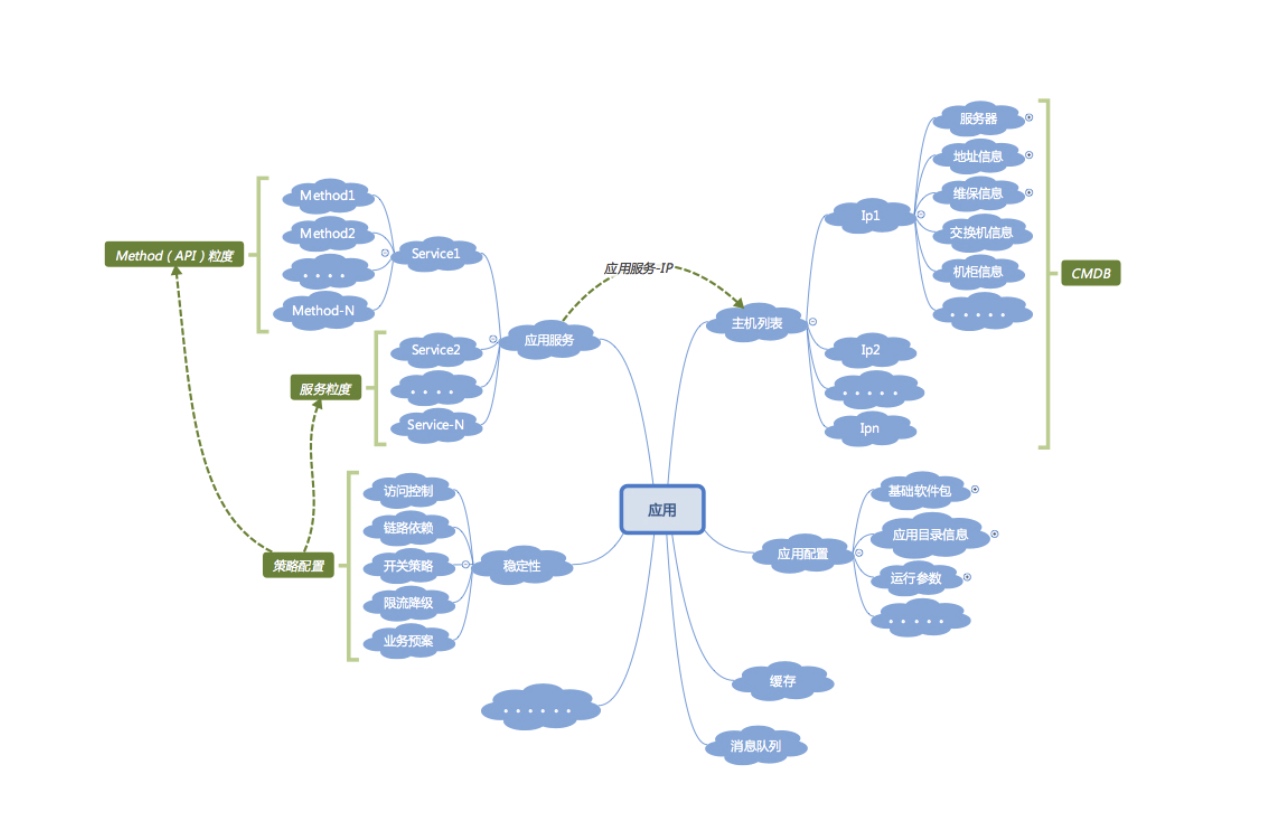 应用
应用服务
Service1
Method1
Method2
. . . .
Method-N
Method（API）粒度
Service2
. . . .
Service-N
服务粒度
稳定性
访问控制
链路依赖
开关策略
限流降级
业务预案
策略配置
. . . . . .
应用服务-IP
主机列表
Ip1
服务器
地址信息
维保信息
交换机信息
机柜信息
. . . . .
Ip2
. . . . .
Ipn
CMDB
应用配置
基础软件包
应用目录信息
运行参数
. . . . .
缓存
消息队列